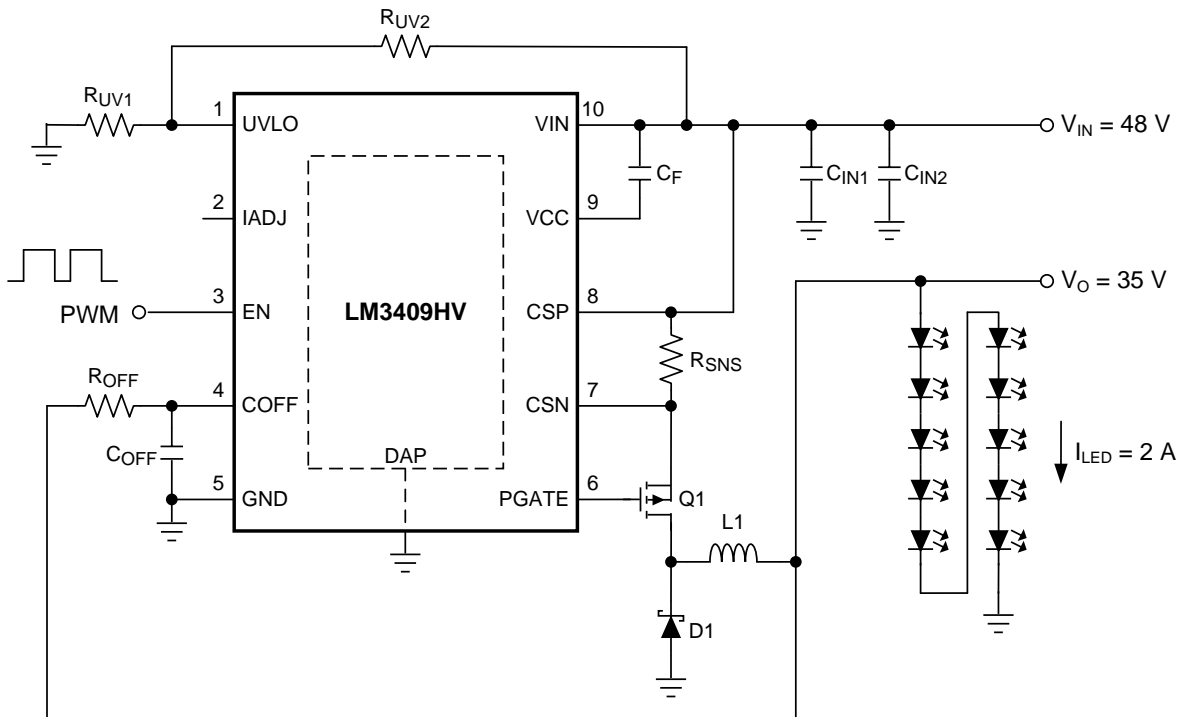 RUV2
RUV1
1
UVLO
VIN
10
VIN = 48 V
CF
CIN1
CIN2
2
IADJ
VCC
9
PWM
3
EN
LM3409HV
CSP
8
VO = 35 V
RSNS
ROFF
4
COFF
CSN
7
COFF
DAP
ILED = 2 A
5
GND
PGATE
6
Q1
L1
D1